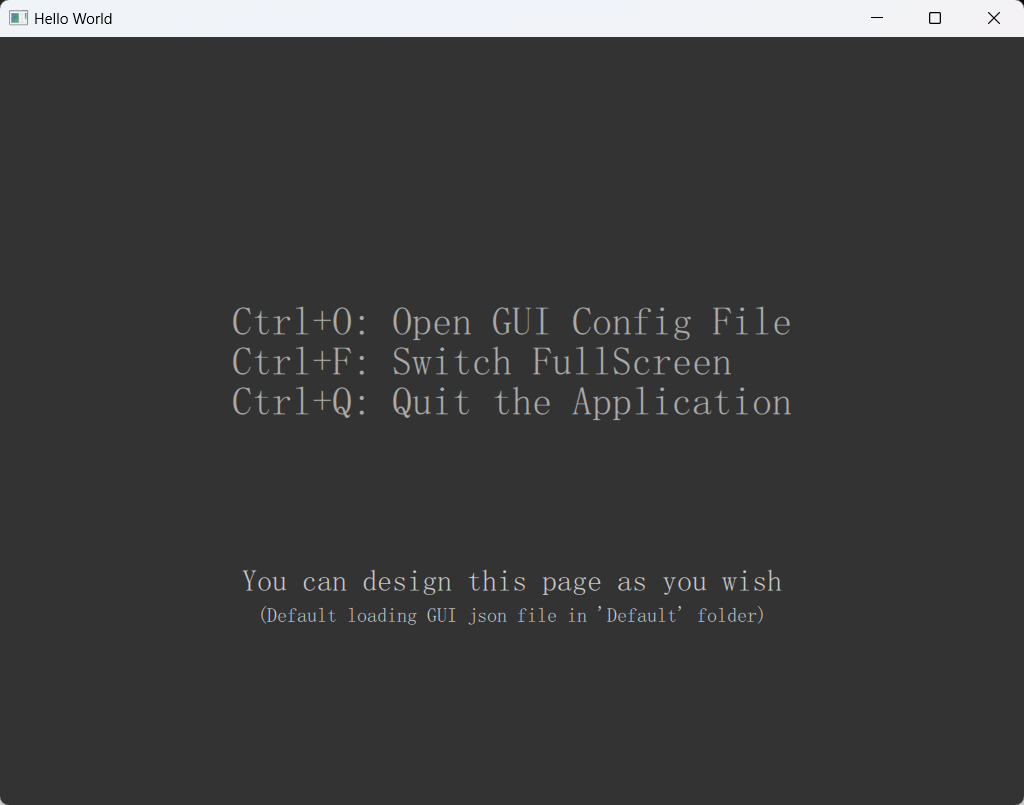 Hello World
Ctrl+O: Open GUI Config File
Ctrl+F: Switch FullScreen
Ctrl+Q: Quit the Application
You can design this page as you wish
(Default loading GUI json file in 'Default' folder)